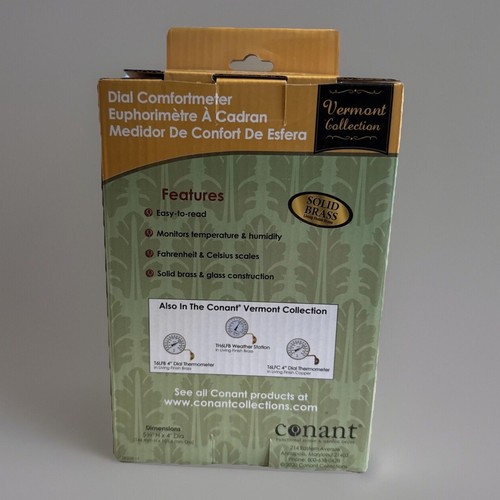 Dial Comfortmeter
Euphorimètre À Cadran
Medidor De Confort De Esfera
Vermont
Collection
Features
SOLID
BRASS
Easy-to-read
Monitors temperature & humidity
Fahrenheit & Celsius scales
Solid brass & glass construction
Also In The Conant® Vermont Collection
TH6LFB Weather Station
in Living Finish Brass
T6LFB 4" Dial Thermometer
in Living Finish Brass
T6LFC 4" Dial Thermometer
in Living Finish Copper
See all Conant products at
www.conantcollections.com
Dimensions
conant
Annapolis, Maryland